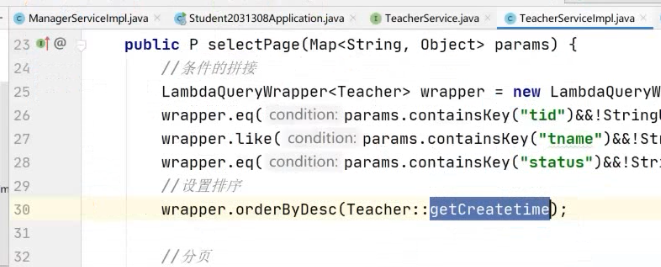 ManagerServiceImpl.java × Student2031308Application.java × TeacherService.java × TeacherServiceImpl.java ×
23 @ public P selectPage(Map<String, Object> params) {
24 //条件的拼接
25 LambdaQueryWrapper<Teacher> wrapper = new LambdaQueryW
26 wrapper.eq( condition: params.containsKey("tid")&&!StringU
27 wrapper.like( condition: params.containsKey("tname")&&!Str
28 wrapper.eq( condition: params.containsKey("status")&&!Stri
29 //设置排序
30 wrapper.orderByDesc(Teacher::getCreatetime);
31
32 //分页